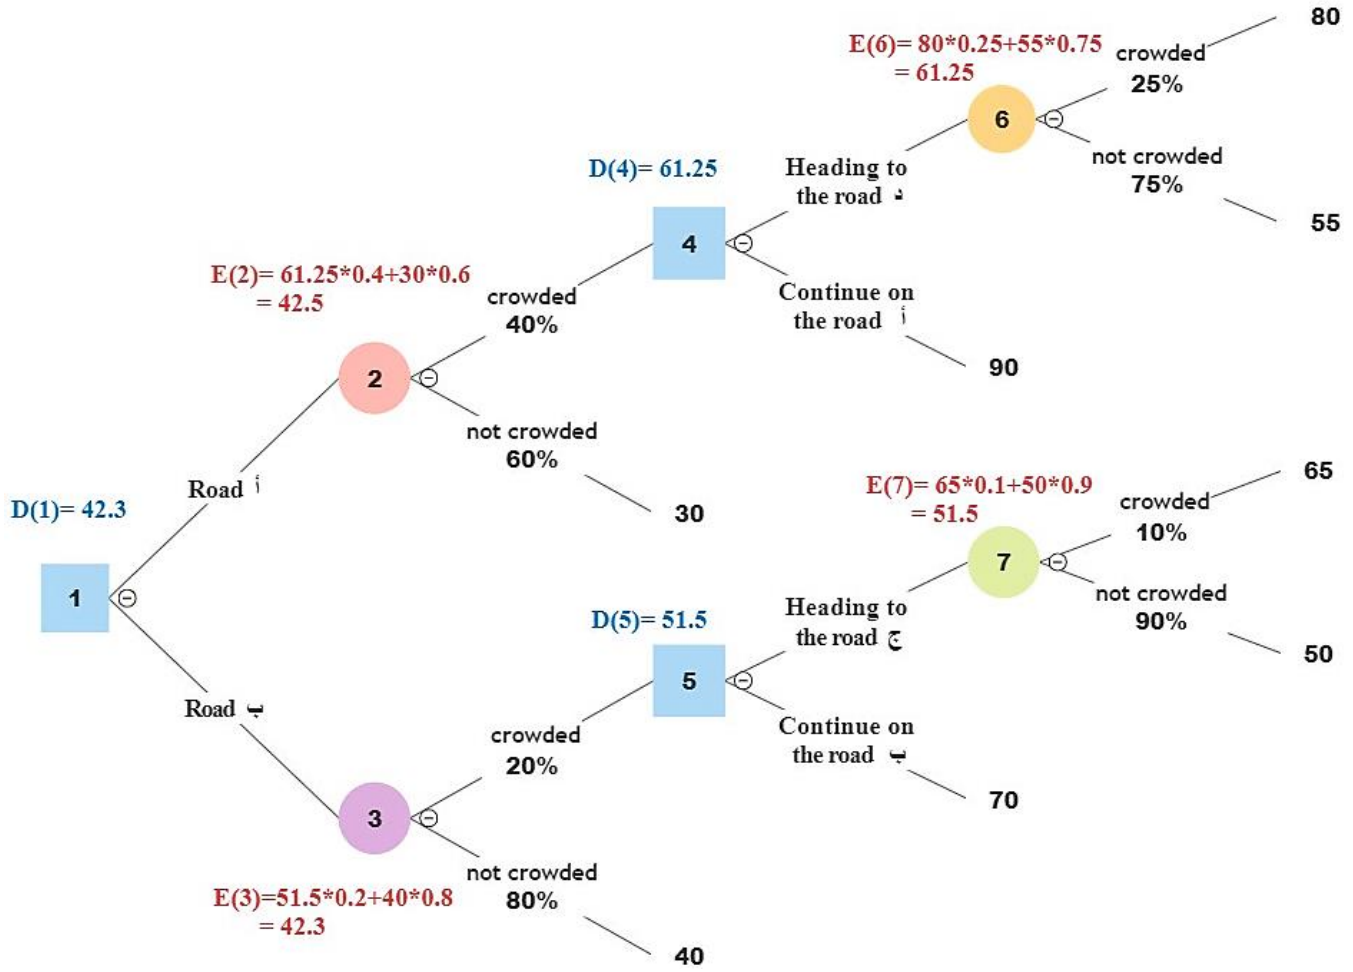 80
E(6)= 80*0.25+55*0.75
= 61.25
crowded
25%
6
not crowded
75%
55
D(4)= 61.25
Heading to
the road د
4
Continue on
the road أ
90
E(2)= 61.25*0.4+30*0.6
= 42.5
crowded
40%
2
not crowded
60%
30
Road أ
D(1)= 42.3
1
Road ب
65
E(7)= 65*0.1+50*0.9
= 51.5
crowded
10%
7
not crowded
90%
50
D(5)= 51.5
Heading to
the road ج
5
Continue on
the road ب
70
crowded
20%
3
not crowded
80%
40
E(3)=51.5*0.2+40*0.8
= 42.3